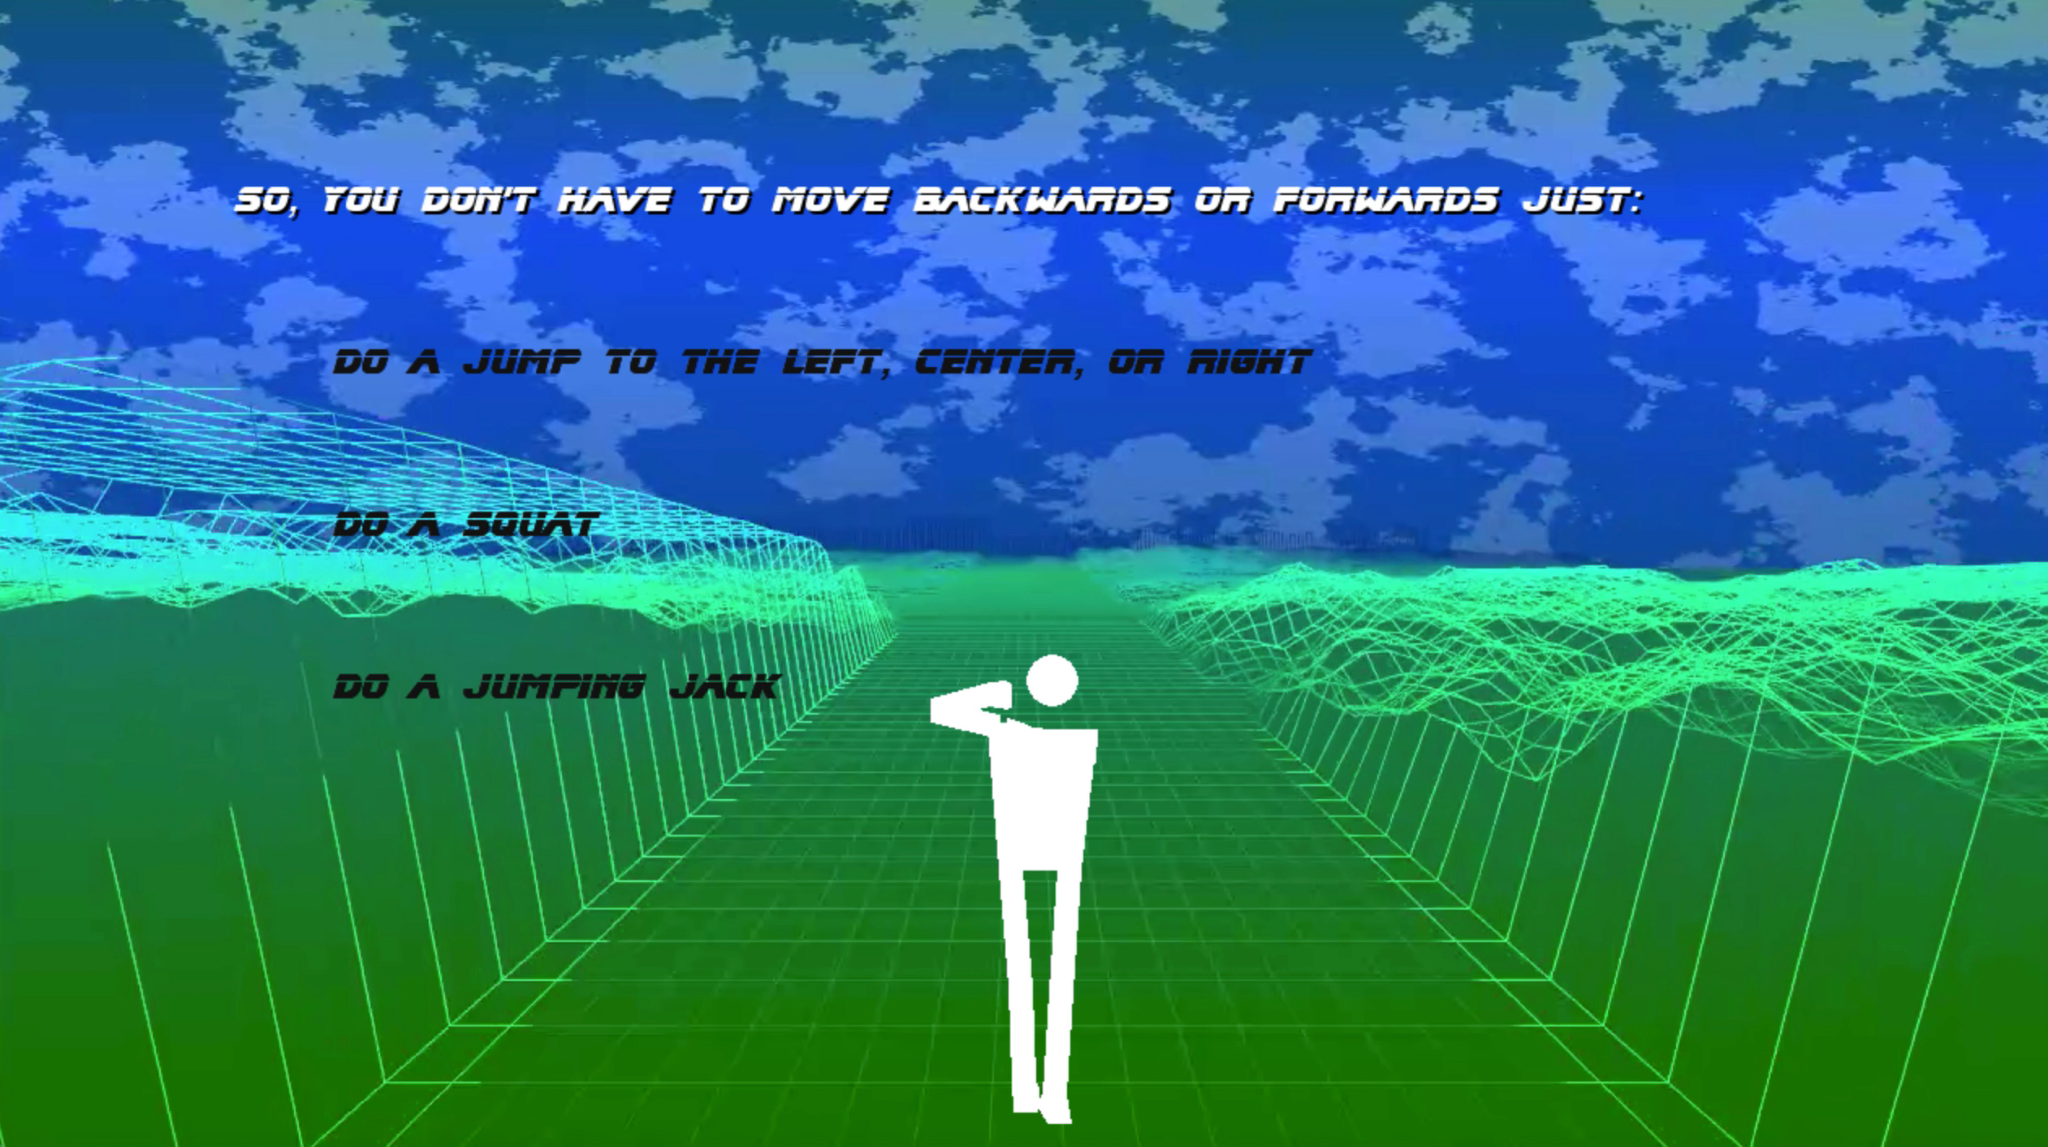 SO, YOU DON'T HAVE TO MOVE BACKWARDS OR FORWARDS JUST:
DO A JUMP TO THE LEFT, CENTER, OR RIGHT
DO A SQUAT
DO A JUMPING JACK